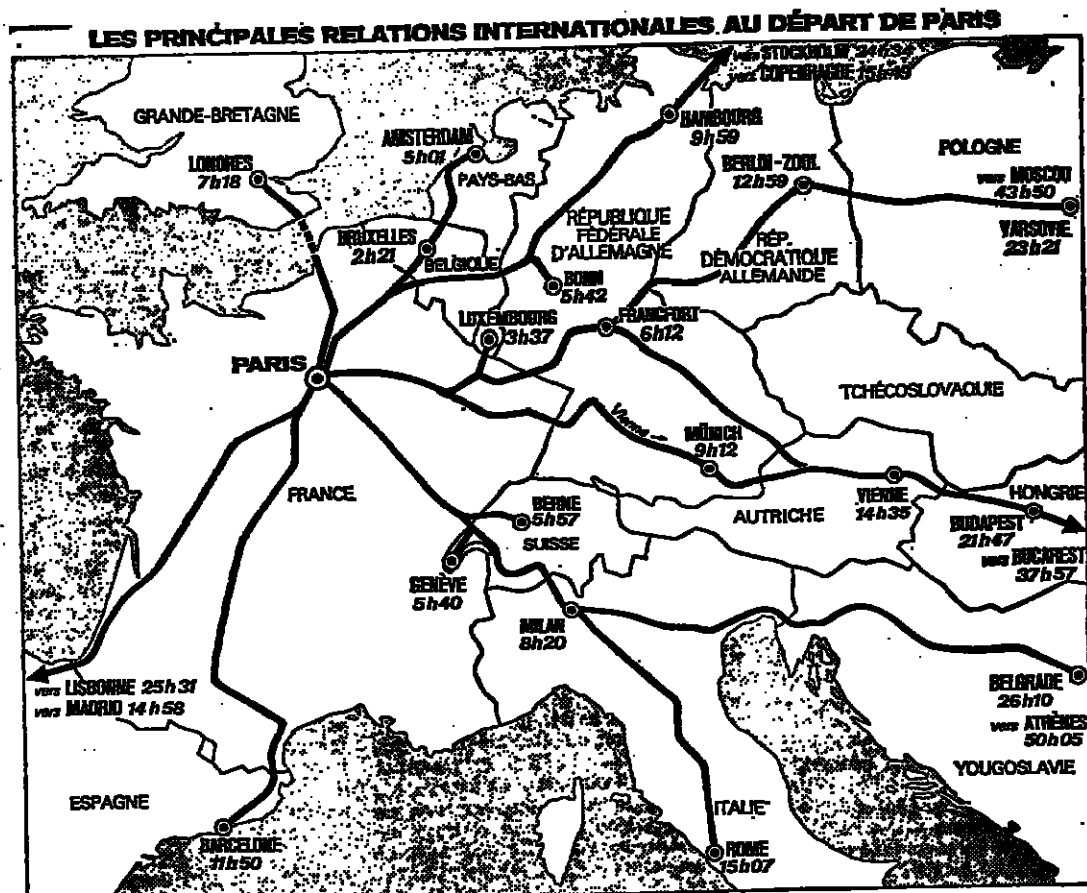 LES PRINCIPALES RELATIONS INTERNATIONALES AU DÉPART DE PARIS
vers STOCKHOLM 24h34
vers COPENHAGUE 15h49
GRANDE-BRETAGNE
HAMBOURG
9h59
AMSTERDAM
5h01
POLOGNE
LONDRES
7h18
PAYS-BAS
BERLIN-ZOOL.
12h59
vers MOSCOU
43h50
VARSOVIE
23h21
RÉPUBLIQUE
FÉDÉRALE
D'ALLEMAGNE
BRUXELLES
2h21
BELGIQUE
RÉP.
DÉMOCRATIQUE
ALLEMANDE
BONN
5h42
LUXEMBOURG
3h37
FRANCFORT
6h12
PARIS
TCHÉCOSLOVAQUIE
Vienne →
MÜNICH
9h12
VIENNE
14h35
FRANCE
HONGRIE
BERNE
5h57
AUTRICHE
BUDAPEST
21h47
SUISSE
vers BUCAREST
37h57
GENÈVE
5h40
MILAN
8h20
vers LISBONNE 25h31
vers MADRID 14h58
BELGRADE
26h10
vers ATHÈNES
50h05
YOUGOSLAVIE
ESPAGNE
ITALIE
BARCELONE
11h50
ROME
15h07